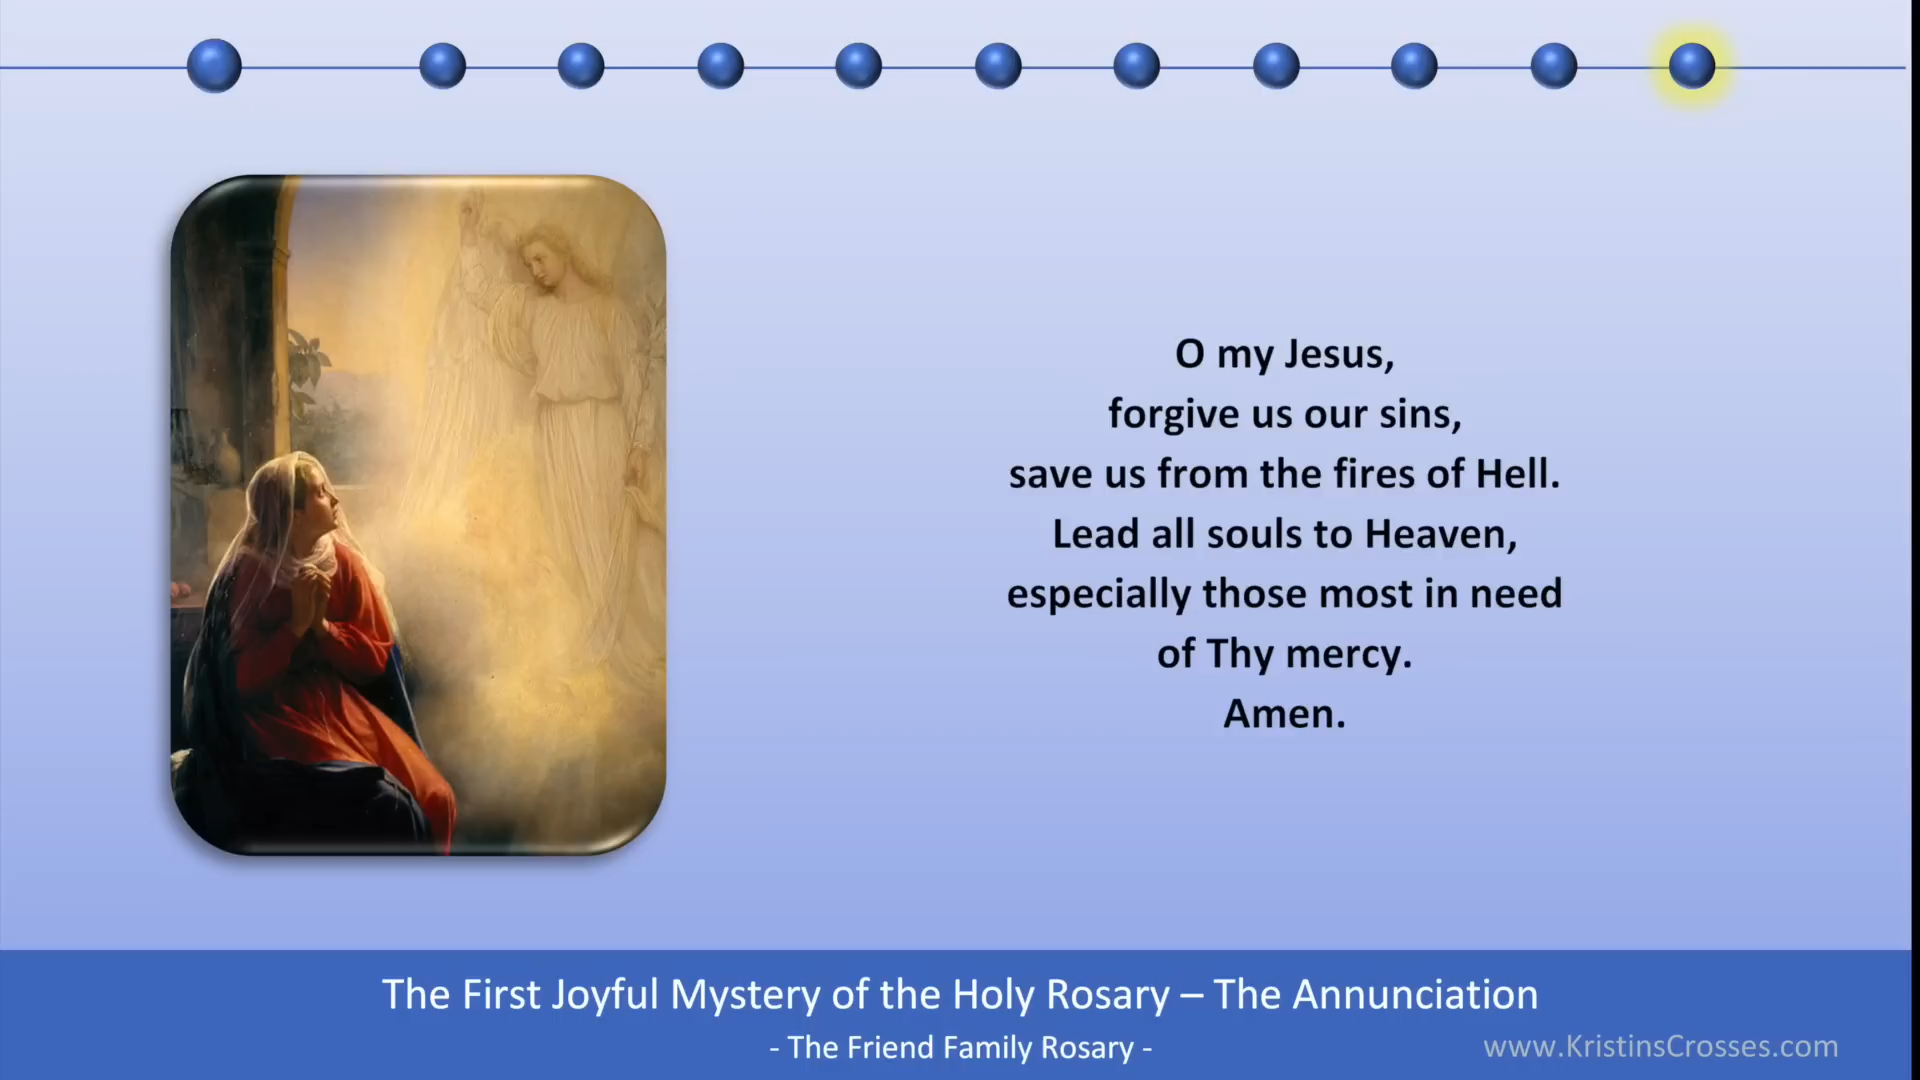 O my Jesus,
forgive us our sins,
save us from the fires of Hell.
Lead all souls to Heaven,
especially those most in need
of Thy mercy.
Amen.
The First Joyful Mystery of the Holy Rosary – The Annunciation
- The Friend Family Rosary -
www.KristinsCrosses.com